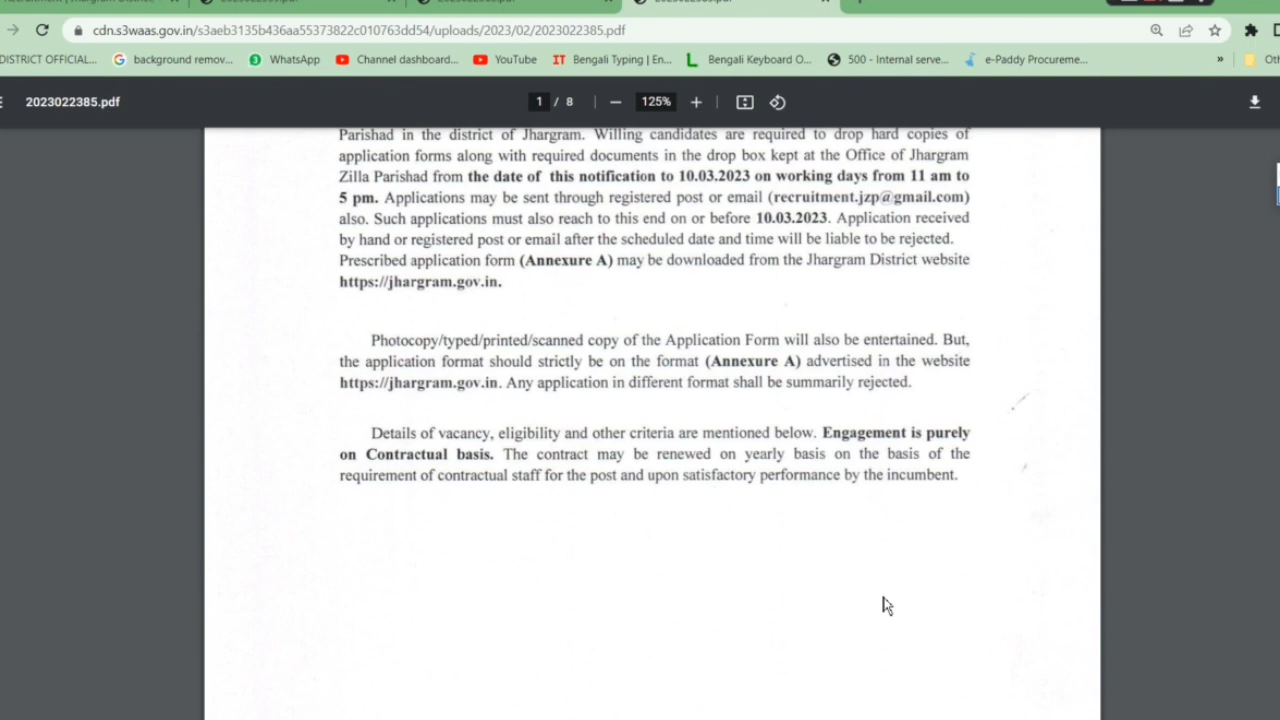 cdn.s3waas.gov.in/s3aeb3135b436aa55373822c010763dd54/uploads/2023/02/2023022385.pdf
DISTRICT OFFICIAL... background remov... WhatsApp Channel dashboard... YouTube Bengali Typing | En... Bengali Keyboard O... 500 - Internal serve... e-Paddy Procureme... »
2023022385.pdf 1 / 8 125%
Parishad in the district of Jhargram. Willing candidates are required to drop hard copies of
application forms along with required documents in the drop box kept at the Office of Jhargram
Zilla Parishad from the date of this notification to 10.03.2023 on working days from 11 am to
5 pm. Applications may be sent through registered post or email (recruitment.jzp@gmail.com)
also. Such applications must also reach to this end on or before 10.03.2023. Application received
by hand or registered post or email after the scheduled date and time will be liable to be rejected.
Prescribed application form (Annexure A) may be downloaded from the Jhargram District website
https://jhargram.gov.in.
Photocopy/typed/printed/scanned copy of the Application Form will also be entertained. But,
the application format should strictly be on the format (Annexure A) advertised in the website
https://jhargram.gov.in. Any application in different format shall be summarily rejected.
Details of vacancy, eligibility and other criteria are mentioned below. Engagement is purely
on Contractual basis. The contract may be renewed on yearly basis on the basis of the
requirement of contractual staff for the post and upon satisfactory performance by the incumbent.